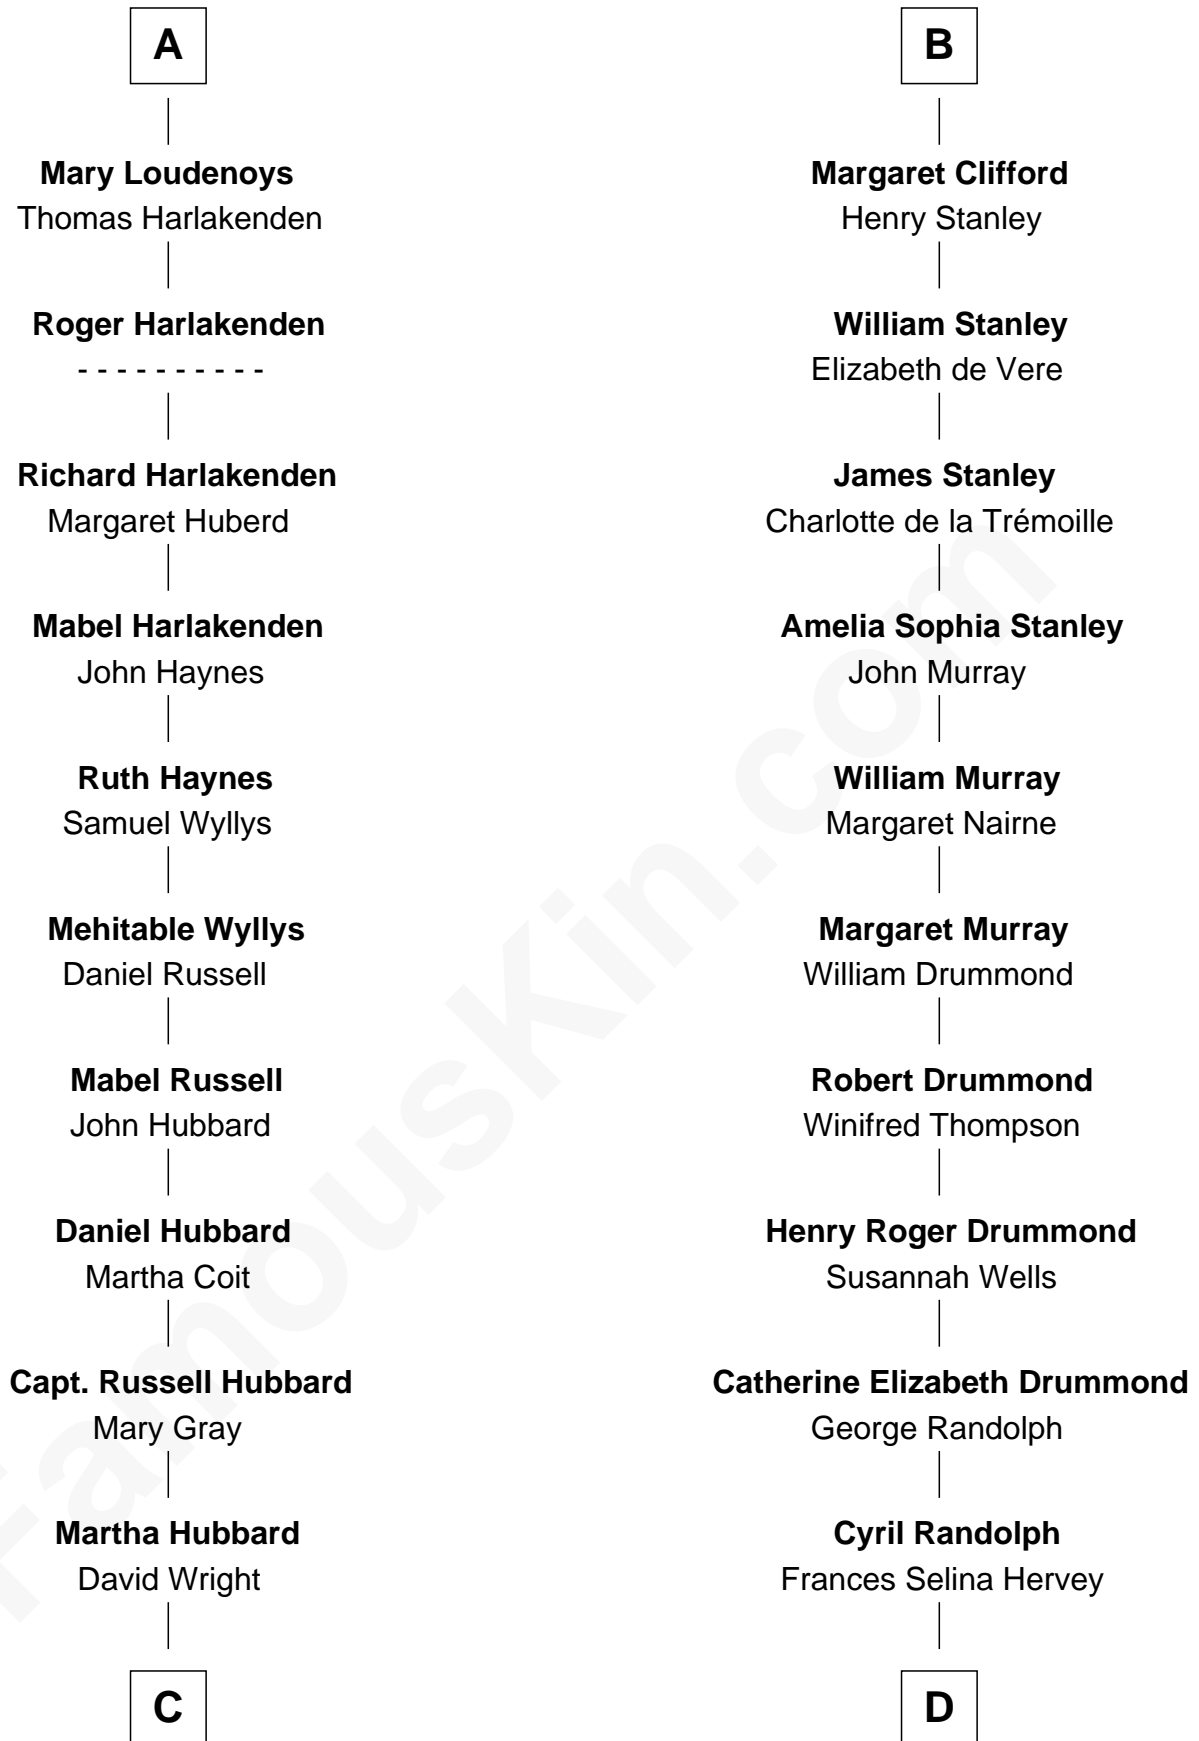 A
Mary Loudenoys
Thomas Harlakenden
Roger Harlakenden
- - - - - - - - - -
Richard Harlakenden
Margaret Huberd
Mabel Harlakenden
John Haynes
Ruth Haynes
Samuel Wyllys
Mehitable Wyllys
Daniel Russell
Mabel Russell
John Hubbard
Daniel Hubbard
Martha Coit
Capt. Russell Hubbard
Mary Gray
Martha Hubbard
David Wright
C
B
Margaret Clifford
Henry Stanley
William Stanley
Elizabeth de Vere
James Stanley
Charlotte de la Trémoille
Amelia Sophia Stanley
John Murray
William Murray
Margaret Nairne
Margaret Murray
William Drummond
Robert Drummond
Winifred Thompson
Henry Roger Drummond
Susannah Wells
Catherine Elizabeth Drummond
George Randolph
Cyril Randolph
Frances Selina Hervey
D
FamousKin.com